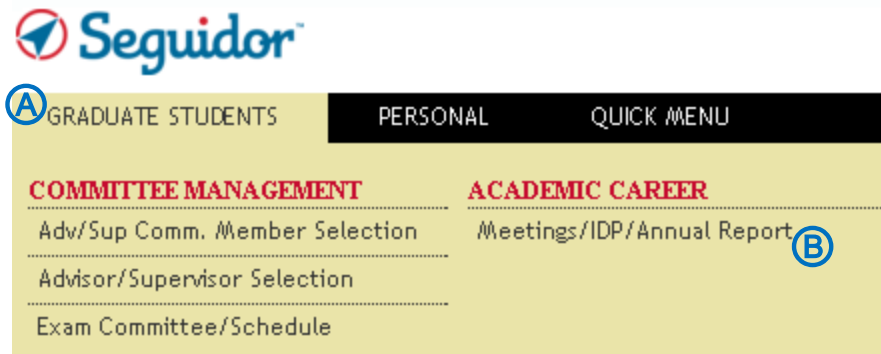 Seguidor™
A GRADUATE STUDENTS PERSONAL QUICK MENU
COMMITTEE MANAGEMENT ACADEMIC CAREER
Adv/Sup Comm. Member Selection Meetings/IDP/Annual Report B
Advisor/Supervisor Selection
Exam Committee/Schedule